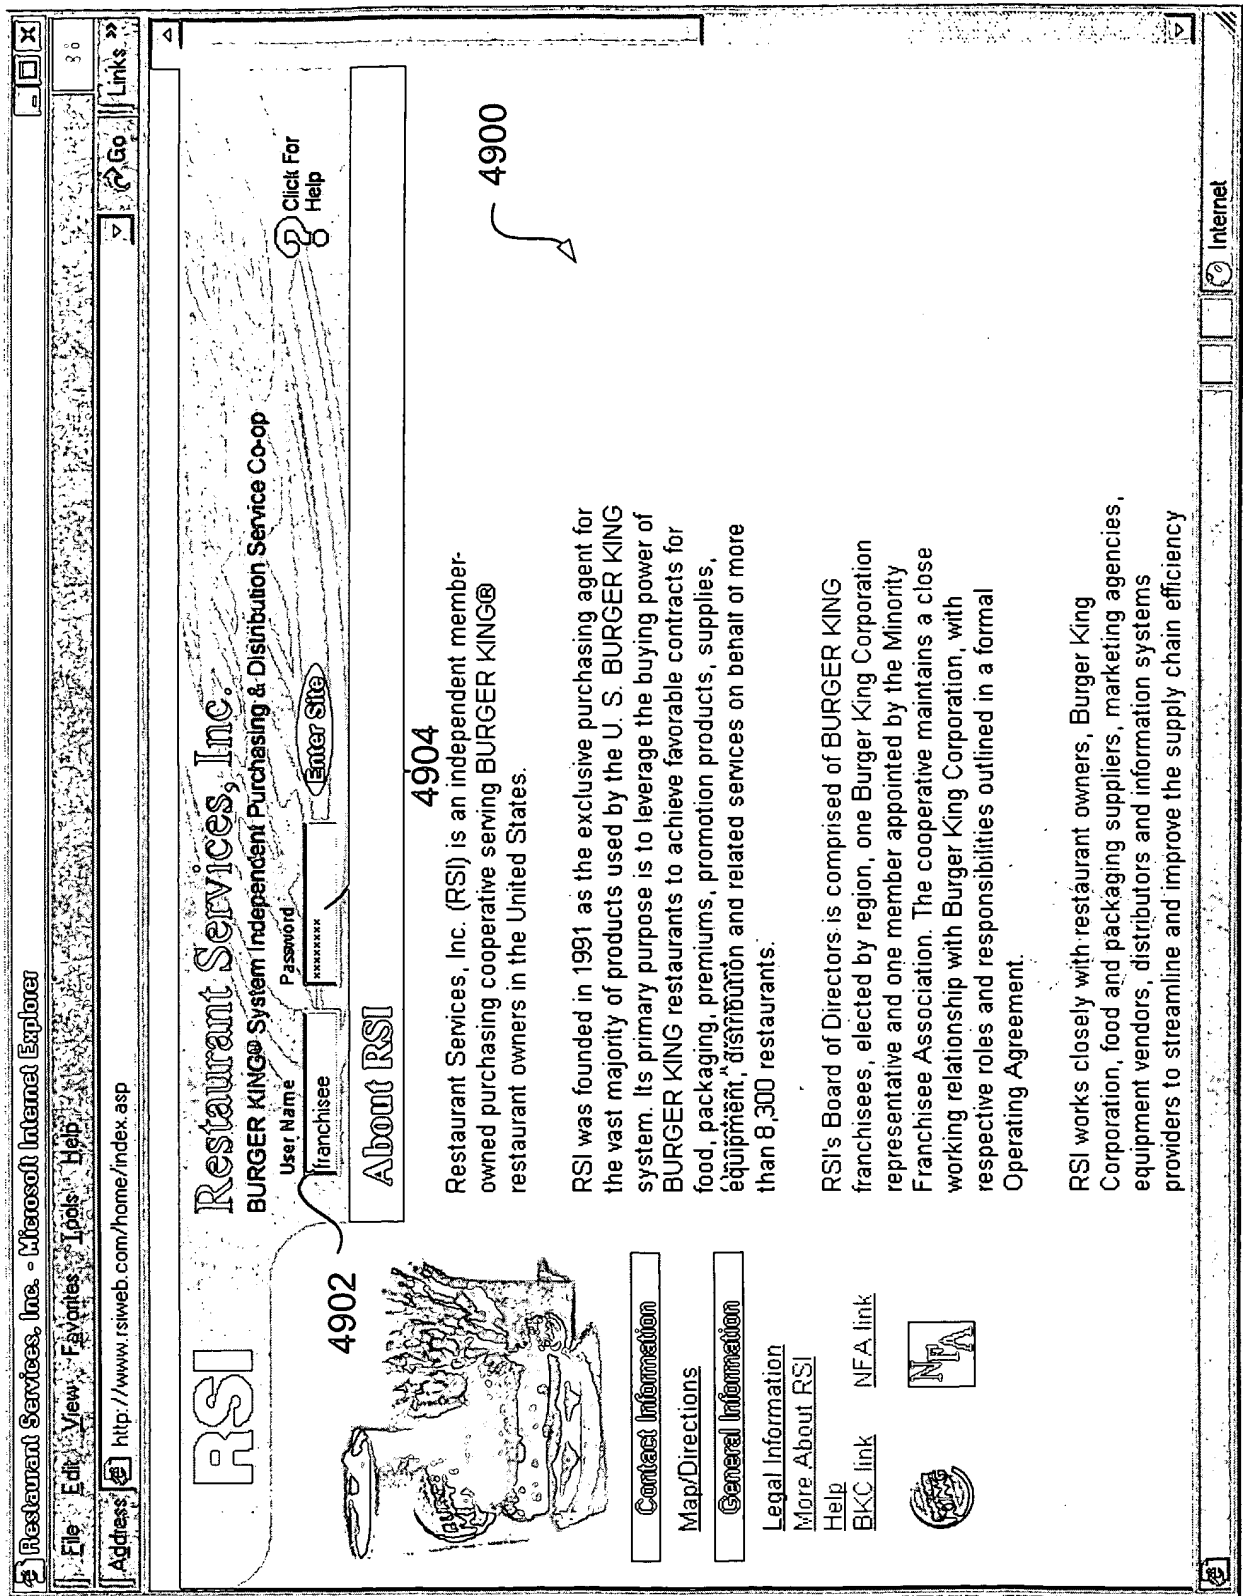 Restaurant Services, Inc. - Microsoft Internet Explorer
File Edit View Favorites Tools Help
Address http://www.rsiweb.com/home/index.asp Go Links »
RSI
Restaurant Services, Inc.
BURGER KING® System Independent Purchasing & Distribution Service Co-op
User Name Password
franchisee ××××××××× Enter Site
Click For
Help
About RSI
4902
4904
4900
Restaurant Services, Inc. (RSI) is an independent member-
owned purchasing cooperative serving BURGER KING®
restaurant owners in the United States.
RSI was founded in 1991 as the exclusive purchasing agent for
the vast majority of products used by the U. S. BURGER KING
system. Its primary purpose is to leverage the buying power of
BURGER KING restaurants to achieve favorable contracts for
food, packaging, premiums, promotion products, supplies,
equipment, distribution and related services on behalf of more
than 8,300 restaurants.
RSI's Board of Directors is comprised of BURGER KING
franchisees, elected by region, one Burger King Corporation
representative and one member appointed by the Minority
Franchisee Association. The cooperative maintains a close
working relationship with Burger King Corporation, with
respective roles and responsibilities outlined in a formal
Operating Agreement.
RSI works closely with restaurant owners, Burger King
Corporation, food and packaging suppliers, marketing agencies,
equipment vendors, distributors and information systems
providers to streamline and improve the supply chain efficiency
Contact Information
Map/Directions
General Information
Legal Information
More About RSI
Help
BKC link NFA link
BURGER KING
NFA
Internet